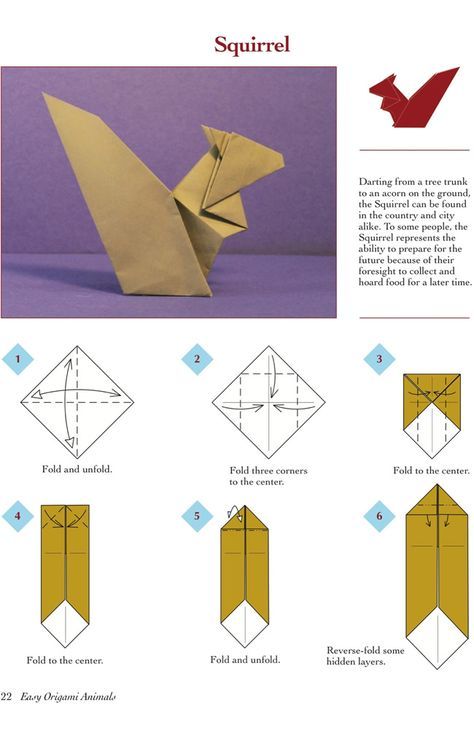 Squirrel
Darting from a tree trunk
to an acorn on the ground,
the Squirrel can be found
in the country and city
alike. To some people, the
Squirrel represents the
ability to prepare for the
future because of their
foresight to collect and
hoard food for a later time.
1
Fold and unfold.
2
Fold three corners
to the center.
3
Fold to the center.
4
Fold to the center.
5
Fold and unfold.
6
Reverse-fold some
hidden layers.
22 Easy Origami Animals